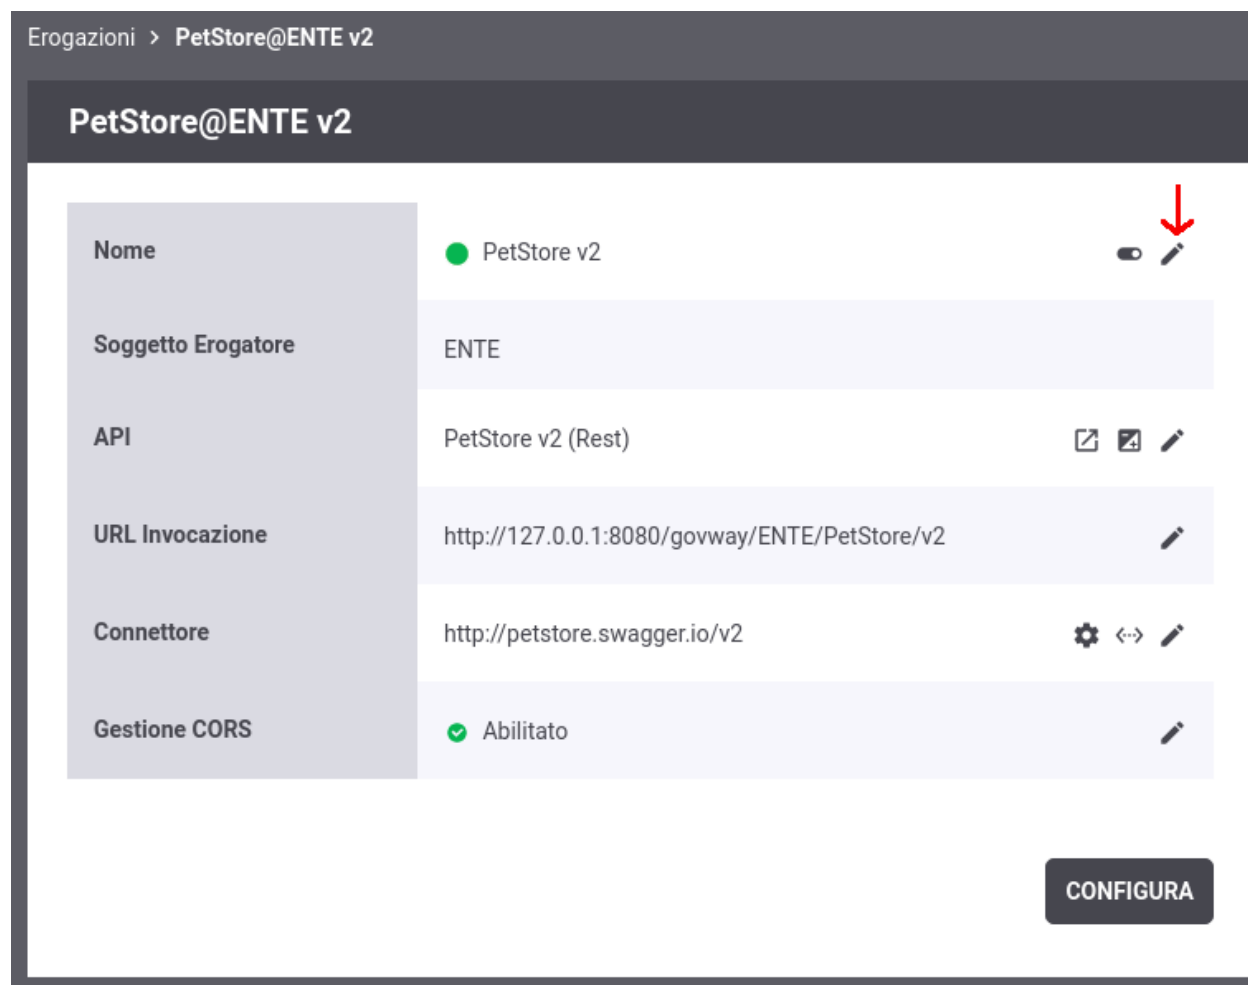 Erogazioni > PetStore@ENTE v2
PetStore@ENTE v2
Nome PetStore v2
Soggetto Erogatore ENTE
API PetStore v2 (Rest)
URL Invocazione http://127.0.0.1:8080/govway/ENTE/PetStore/v2
Connettore http://petstore.swagger.io/v2
Gestione CORS Abilitato
CONFIGURA